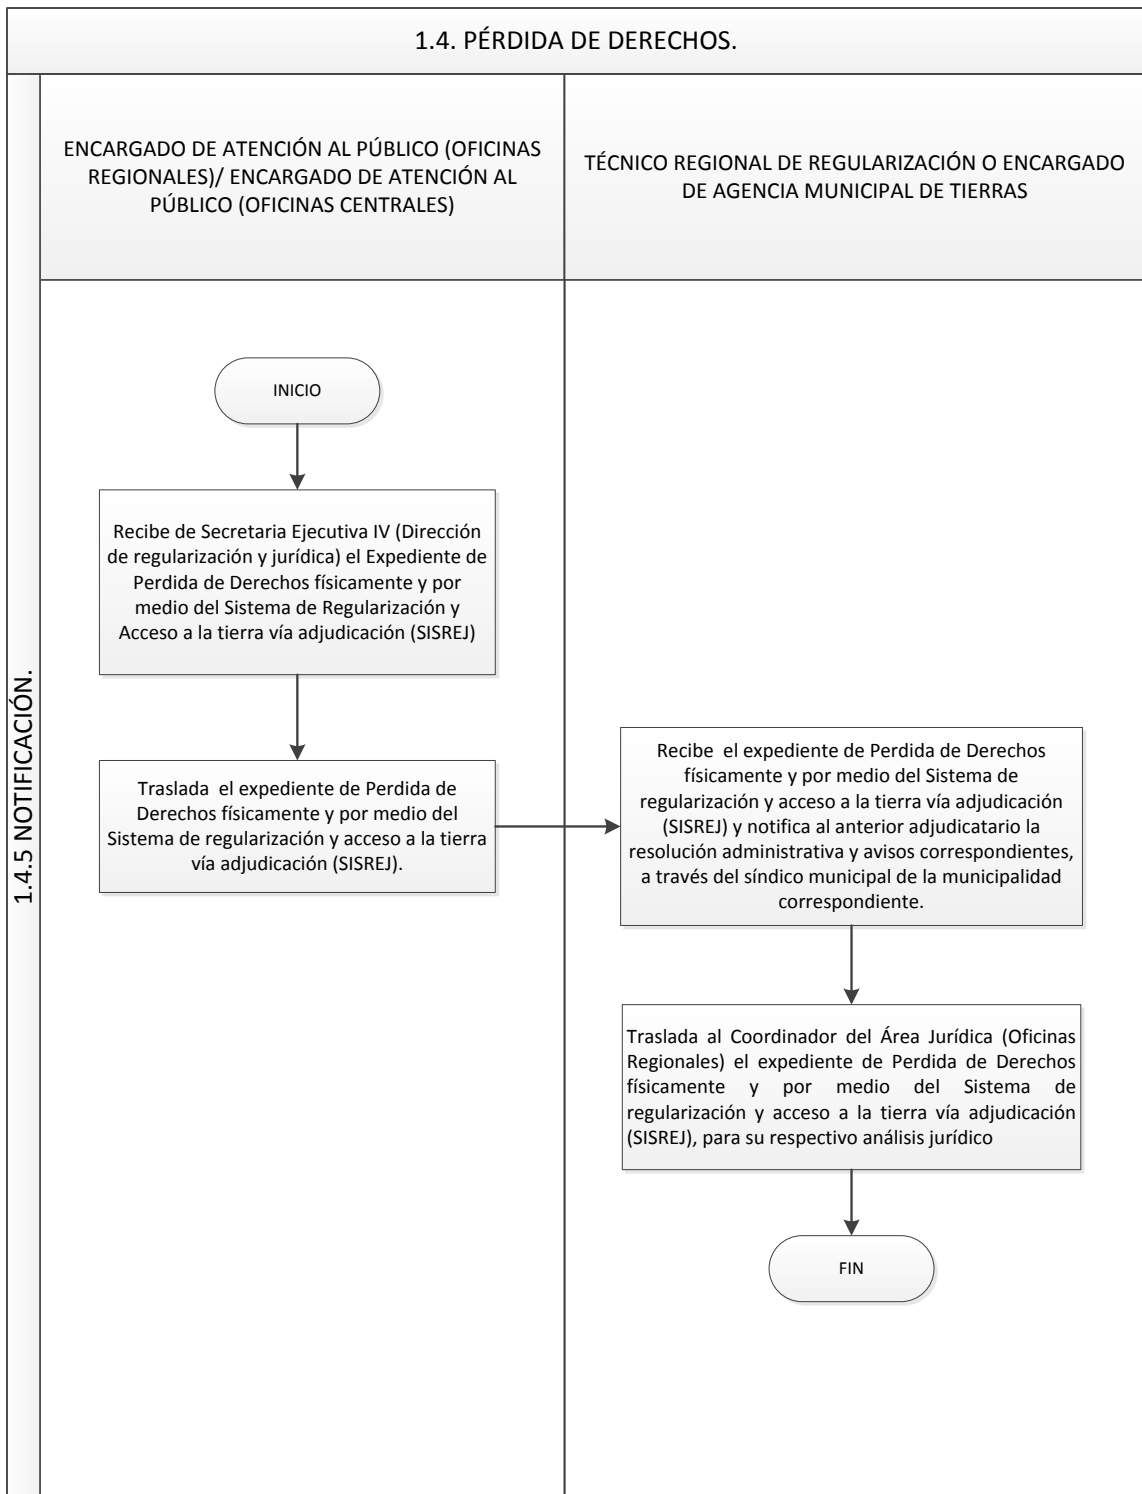 1.4. PÉRDIDA DE DERECHOS.
1.4.5 NOTIFICACIÓN.
ENCARGADO DE ATENCIÓN AL PÚBLICO (OFICINAS
REGIONALES)/ ENCARGADO DE ATENCIÓN AL
PÚBLICO (OFICINAS CENTRALES)
TÉCNICO REGIONAL DE REGULARIZACIÓN O ENCARGADO
DE AGENCIA MUNICIPAL DE TIERRAS
INICIO
Recibe de Secretaria Ejecutiva IV (Dirección
de regularización y jurídica) el Expediente de
Perdida de Derechos físicamente y por
medio del Sistema de Regularización y
Acceso a la tierra vía adjudicación (SISREJ)
Traslada el expediente de Perdida de
Derechos físicamente y por medio del
Sistema de regularización y acceso a la tierra
vía adjudicación (SISREJ).
Recibe el expediente de Perdida de Derechos
físicamente y por medio del Sistema de
regularización y acceso a la tierra vía adjudicación
(SISREJ) y notifica al anterior adjudicatario la
resolución administrativa y avisos correspondientes,
a través del síndico municipal de la municipalidad
correspondiente.
Traslada al Coordinador del Área Jurídica (Oficinas
Regionales) el expediente de Perdida de Derechos
físicamente y por medio del Sistema de
regularización y acceso a la tierra vía adjudicación
(SISREJ), para su respectivo análisis jurídico
FIN